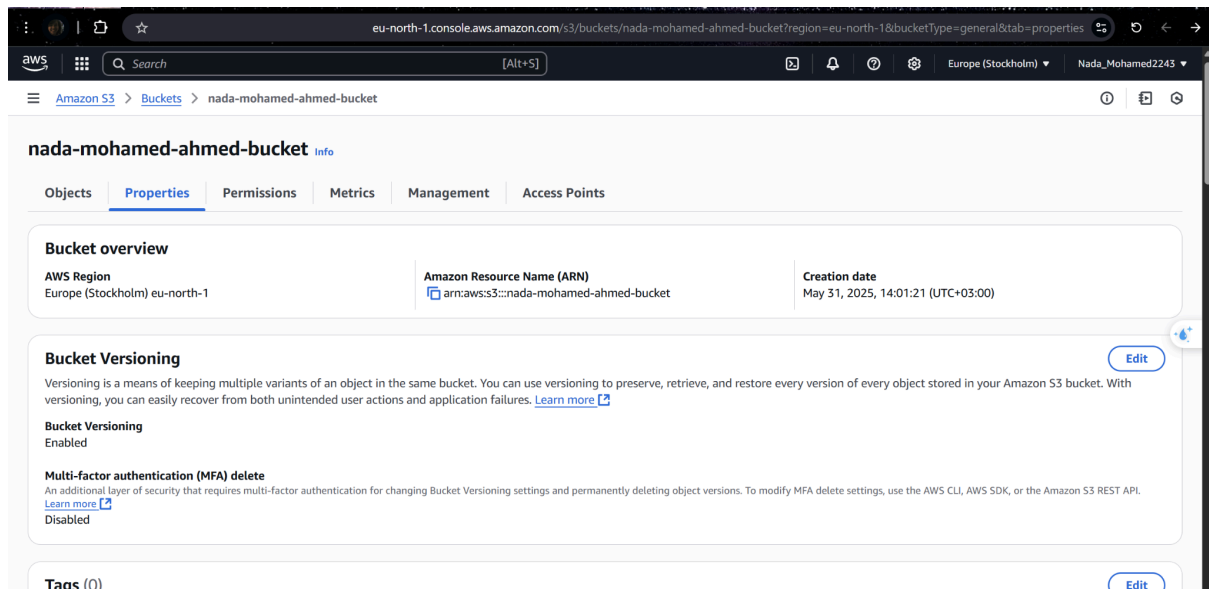 eu-north-1.console.aws.amazon.com/s3/buckets/nada-mohamed-ahmed-bucket?region=eu-north-1&bucketType=general&tab=properties
aws Search [Alt+S] Europe (Stockholm) Nada_Mohamed2243
Amazon S3 > Buckets > nada-mohamed-ahmed-bucket
nada-mohamed-ahmed-bucket Info
Objects Properties Permissions Metrics Management Access Points
Bucket overview
AWS Region
Europe (Stockholm) eu-north-1
Amazon Resource Name (ARN)
arn:aws:s3:::nada-mohamed-ahmed-bucket
Creation date
May 31, 2025, 14:01:21 (UTC+03:00)
Bucket Versioning Edit
Versioning is a means of keeping multiple variants of an object in the same bucket. You can use versioning to preserve, retrieve, and restore every version of every object stored in your Amazon S3 bucket. With
versioning, you can easily recover from both unintended user actions and application failures. Learn more
Bucket Versioning
Enabled
Multi-factor authentication (MFA) delete
An additional layer of security that requires multi-factor authentication for changing Bucket Versioning settings and permanently deleting object versions. To modify MFA delete settings, use the AWS CLI, AWS SDK, or the Amazon S3 REST API.
Learn more
Disabled
Tags (0) Edit